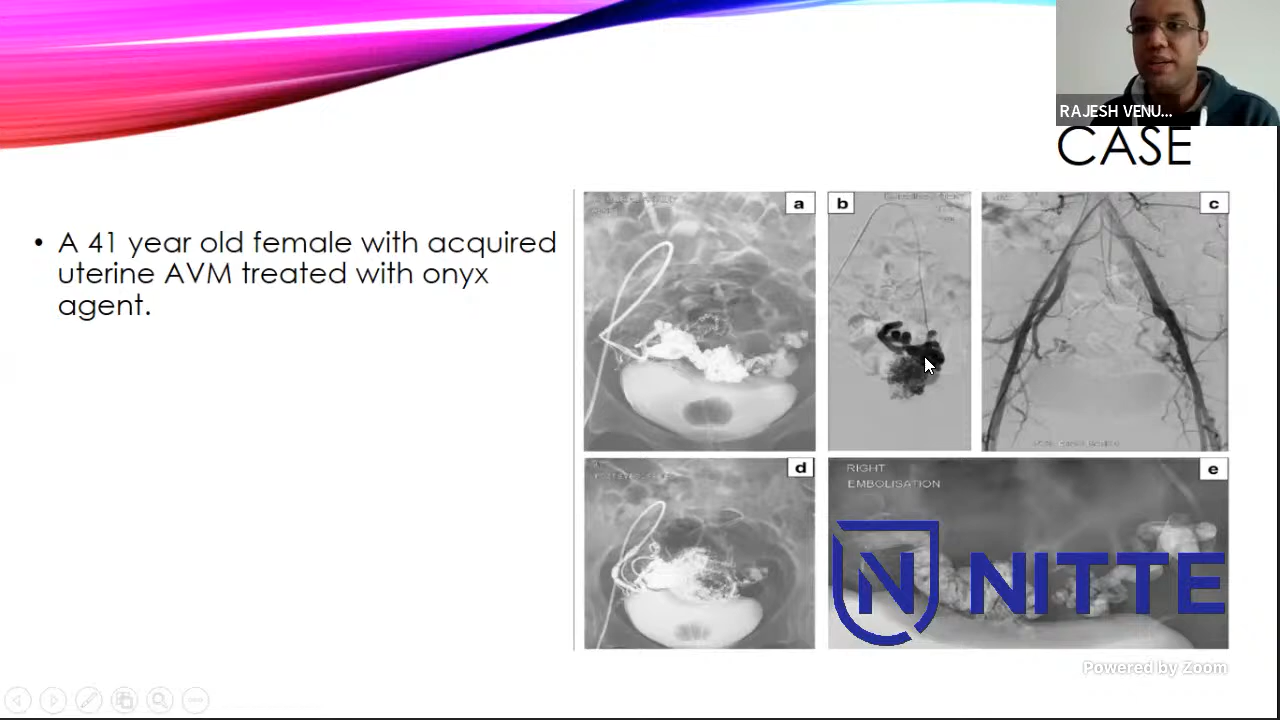 RAJESH VENU...
CASE
• A 41 year old female with acquired
uterine AVM treated with onyx
agent.
a
b
c
d
e
RIGHT
EMBOLISATION
NITTE
Powered by Zoom